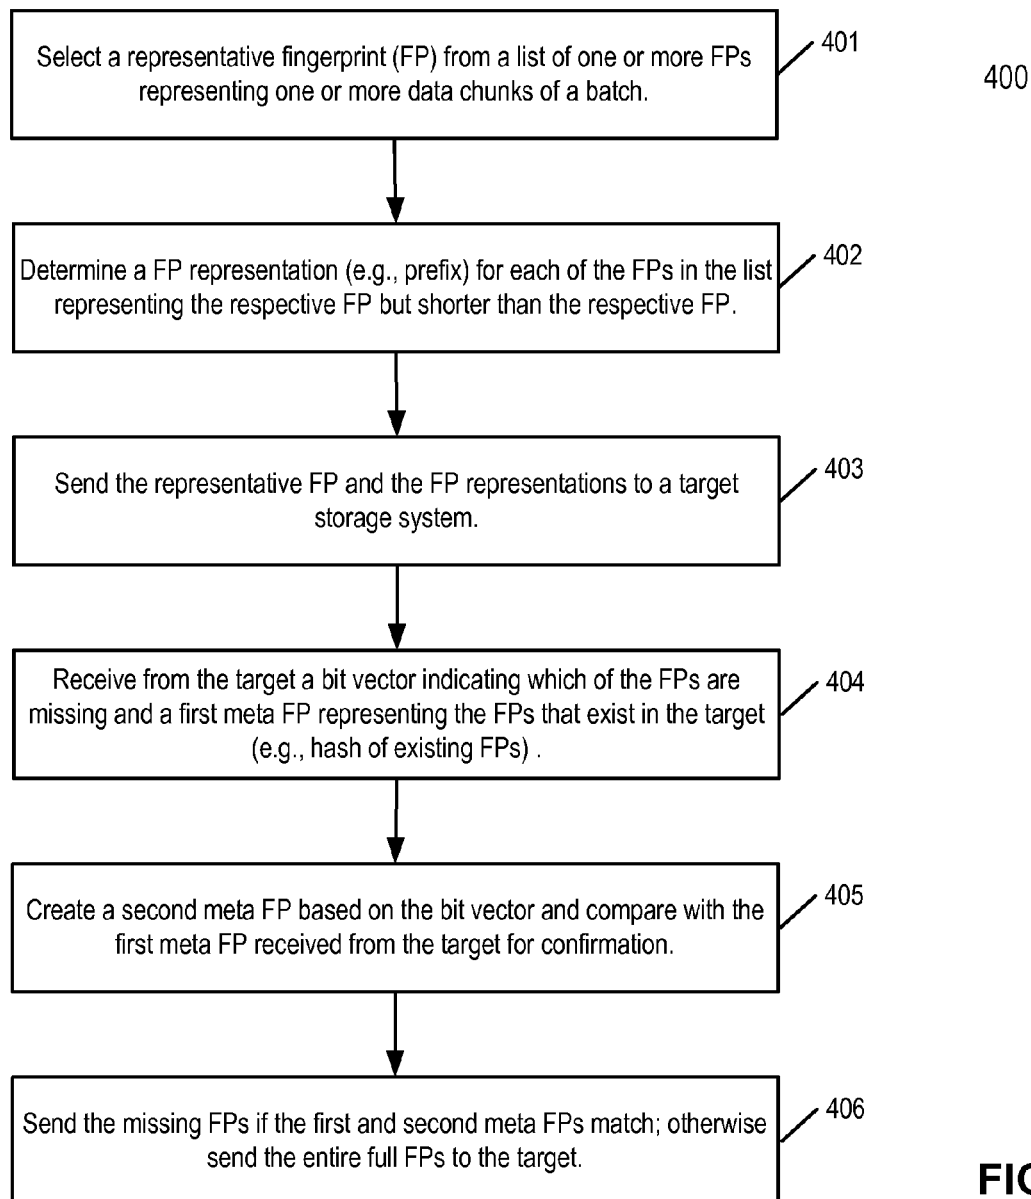 Select a representative fingerprint (FP) from a list of one or more FPs
representing one or more data chunks of a batch.
401
400
Determine a FP representation (e.g., prefix) for each of the FPs in the list
representing the respective FP but shorter than the respective FP.
402
Send the representative FP and the FP representations to a target
storage system.
403
Receive from the target a bit vector indicating which of the FPs are
missing and a first meta FP representing the FPs that exist in the target
(e.g., hash of existing FPs) .
404
Create a second meta FP based on the bit vector and compare with the
first meta FP received from the target for confirmation.
405
Send the missing FPs if the first and second meta FPs match; otherwise
send the entire full FPs to the target.
406
FIG